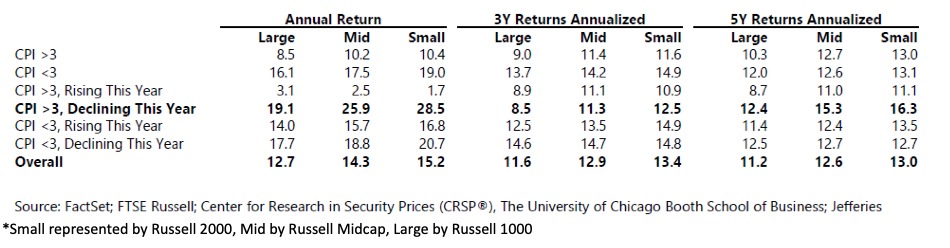 Annual Return 3Y Returns Annualized 5Y Returns Annualized
Large Mid Small Large Mid Small Large Mid Small
CPI >3 8.5 10.2 10.4 9.0 11.4 11.6 10.3 12.7 13.0
CPI <3 16.1 17.5 19.0 13.7 14.2 14.9 12.0 12.6 13.1
CPI >3, Rising This Year 3.1 2.5 1.7 8.9 11.1 10.9 8.7 11.0 11.1
CPI >3, Declining This Year 19.1 25.9 28.5 8.5 11.3 12.5 12.4 15.3 16.3
CPI <3, Rising This Year 14.0 15.7 16.8 12.5 13.5 14.9 11.4 12.4 13.5
CPI <3, Declining This Year 17.7 18.8 20.7 14.6 14.7 14.8 12.5 12.7 12.7
Overall 12.7 14.3 15.2 11.6 12.9 13.4 11.2 12.6 13.0
Source: FactSet; FTSE Russell; Center for Research in Security Prices (CRSP®), The University of Chicago Booth School of Business; Jefferies
*Small represented by Russell 2000, Mid by Russell Midcap, Large by Russell 1000